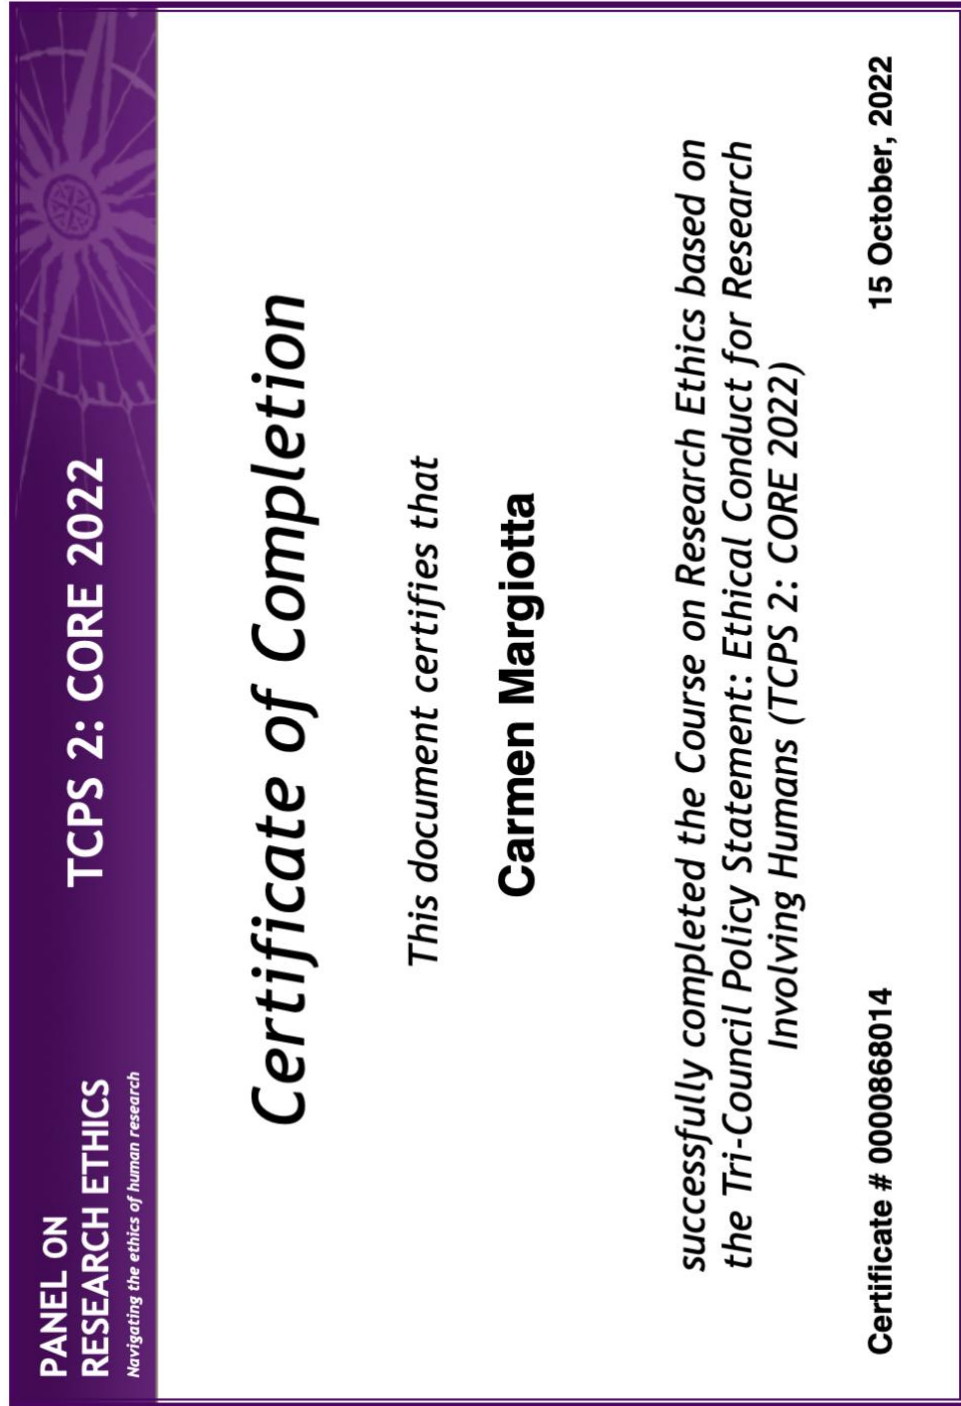 PANEL ON
RESEARCH ETHICS
Navigating the ethics of human research
TCPS 2: CORE 2022
Certificate of Completion
This document certifies that
Carmen Margiotta
successfully completed the Course on Research Ethics based on
the Tri-Council Policy Statement: Ethical Conduct for Research
Involving Humans (TCPS 2: CORE 2022)
Certificate # 0000868014
15 October, 2022